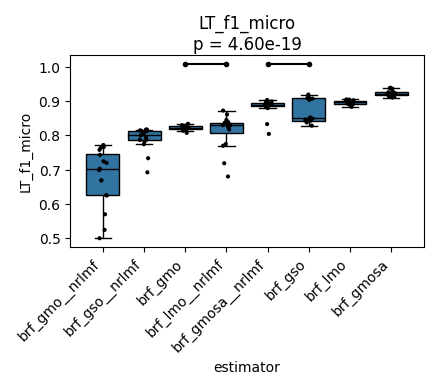 LT_f1_micro
p = 4.60e-19
LT_f1_micro
1.0
0.9
0.8
0.7
0.6
0.5
brf_gmo__nrlmf
brf_gso__nrlmf
brf_gmo
brf_lmo__nrlmf
brf_gmosa__nrlmf
brf_gso
brf_lmo
brf_gmosa
estimator